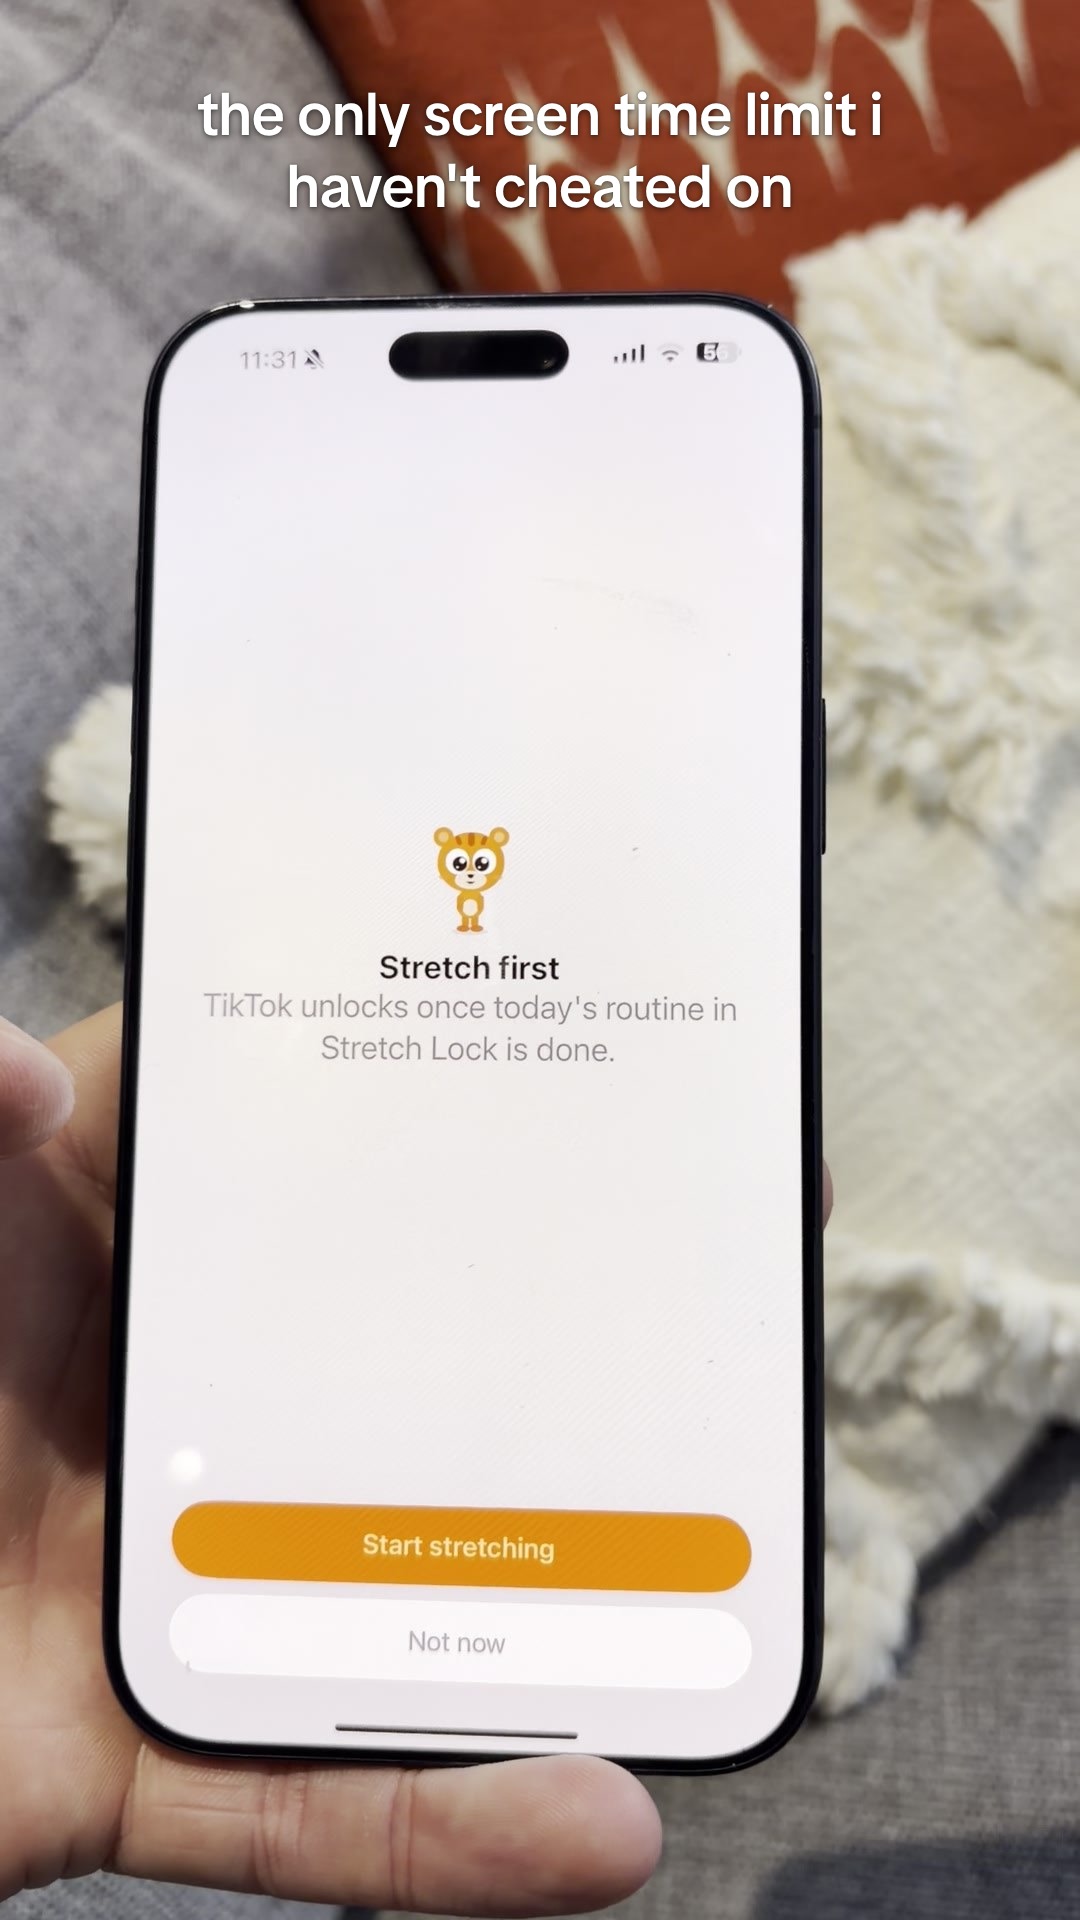 the only screen time limit i
haven't cheated on
11:31
Stretch first
TikTok unlocks once today's routine in
Stretch Lock is done.
Start stretching
Not now